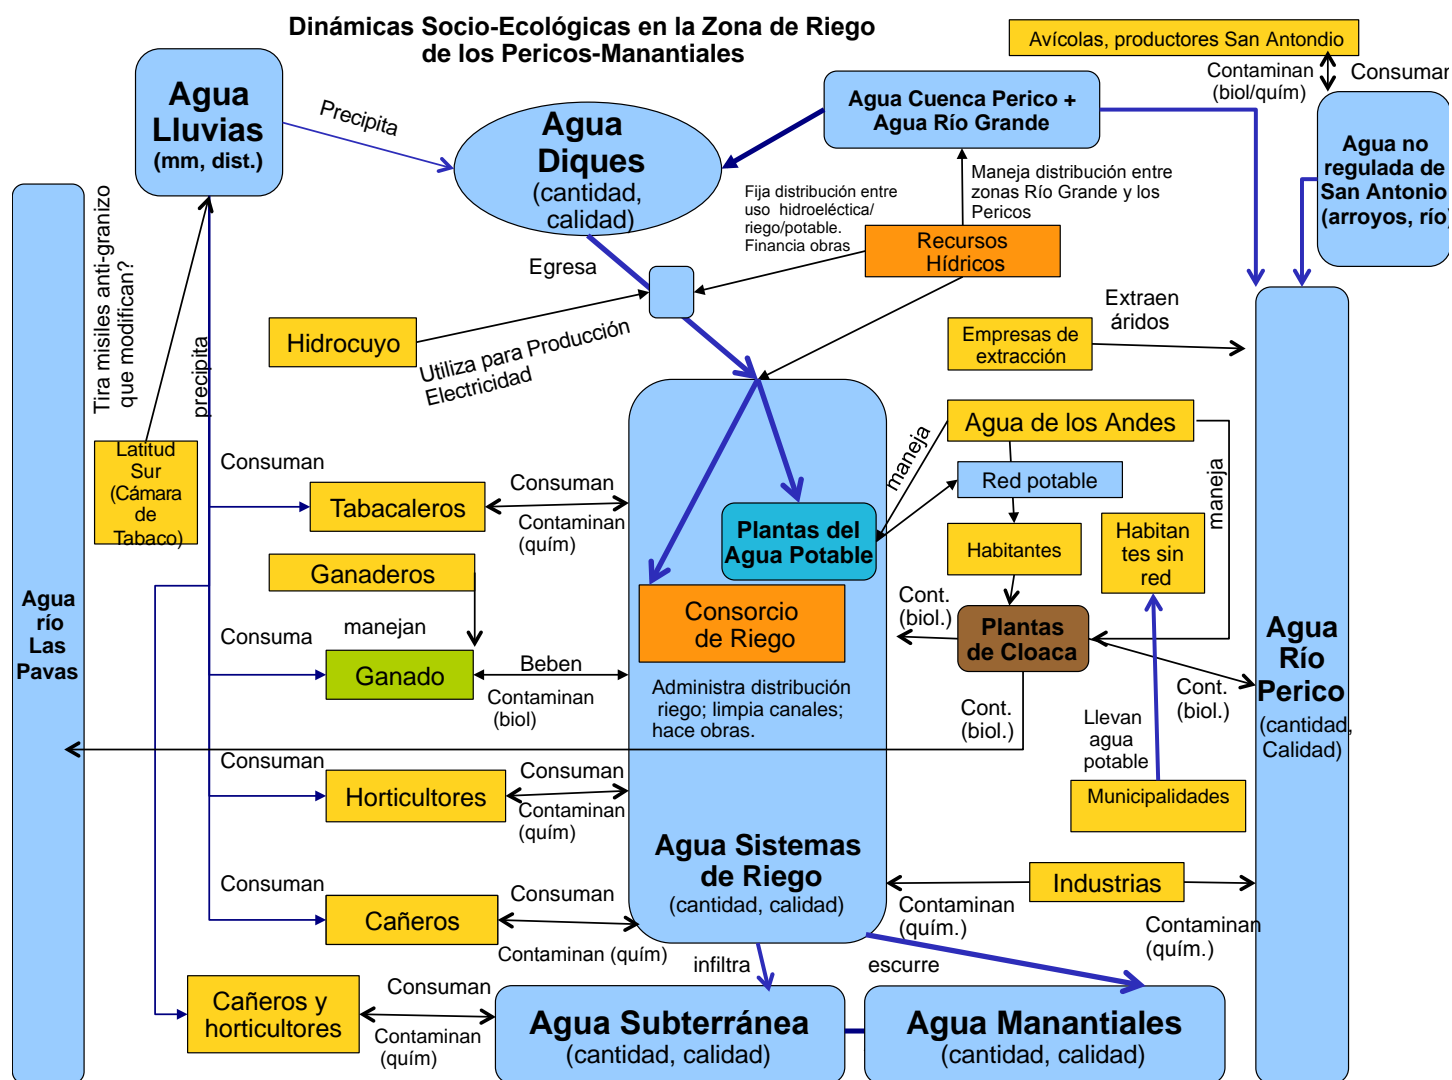 Dinámicas Socio-Ecológicas en la Zona de Riego
de los Pericos-Manantiales
Avícolas, productores San Antondio
Contaminan
(biol/quím)
Consuman
Agua
Lluvias
(mm, dist.)
Precipita
Agua
Diques
(cantidad,
calidad)
Agua Cuenca Perico +
Agua Río Grande
Agua no
regulada de
San Antonio
(arroyos, río)
Maneja distribución entre
zonas Río Grande y los
Pericos
Fija distribución entre
uso hidroeléctica/
riego/potable.
Financia obras
Recursos
Hídricos
Egresa
Tira misiles anti-granizo
que modifican?
precipita
Hidrocuyo
Utiliza para Producción
Electricidad
Extraen
áridos
Empresas de
extracción
Latitud
Sur
(Cámara
de
Tabaco)
Consuman
Tabacaleros
Consuman
Contaminan
(quím)
Agua de los Andes
maneja
maneja
Red potable
Plantas del
Agua Potable
Habitantes
Habitan
tes sin
red
Ganaderos
Agua
río
Las
Pavas
Consuma
manejan
Ganado
Beben
Contaminan
(biol)
Consorcio
de Riego
Administra distribución
riego; limpia canales;
hace obras.
Cont.
(biol.)
Plantas
de Cloaca
Cont.
(biol.)
Cont.
(biol.)
Agua
Río
Perico
(cantidad,
Calidad)
Llevan
agua
potable
Municipalidades
Consuman
Horticultores
Consuman
Contaminan
(quím)
Agua Sistemas
de Riego
(cantidad, calidad)
Industrias
Contaminan
(quím.)
Contaminan
(quím.)
Consuman
Cañeros
Consuman
Contaminan (quím)
infiltra
escurre
Cañeros y
horticultores
Consuman
Contaminan
(quím)
Agua Subterránea
(cantidad, calidad)
Agua Manantiales
(cantidad, calidad)